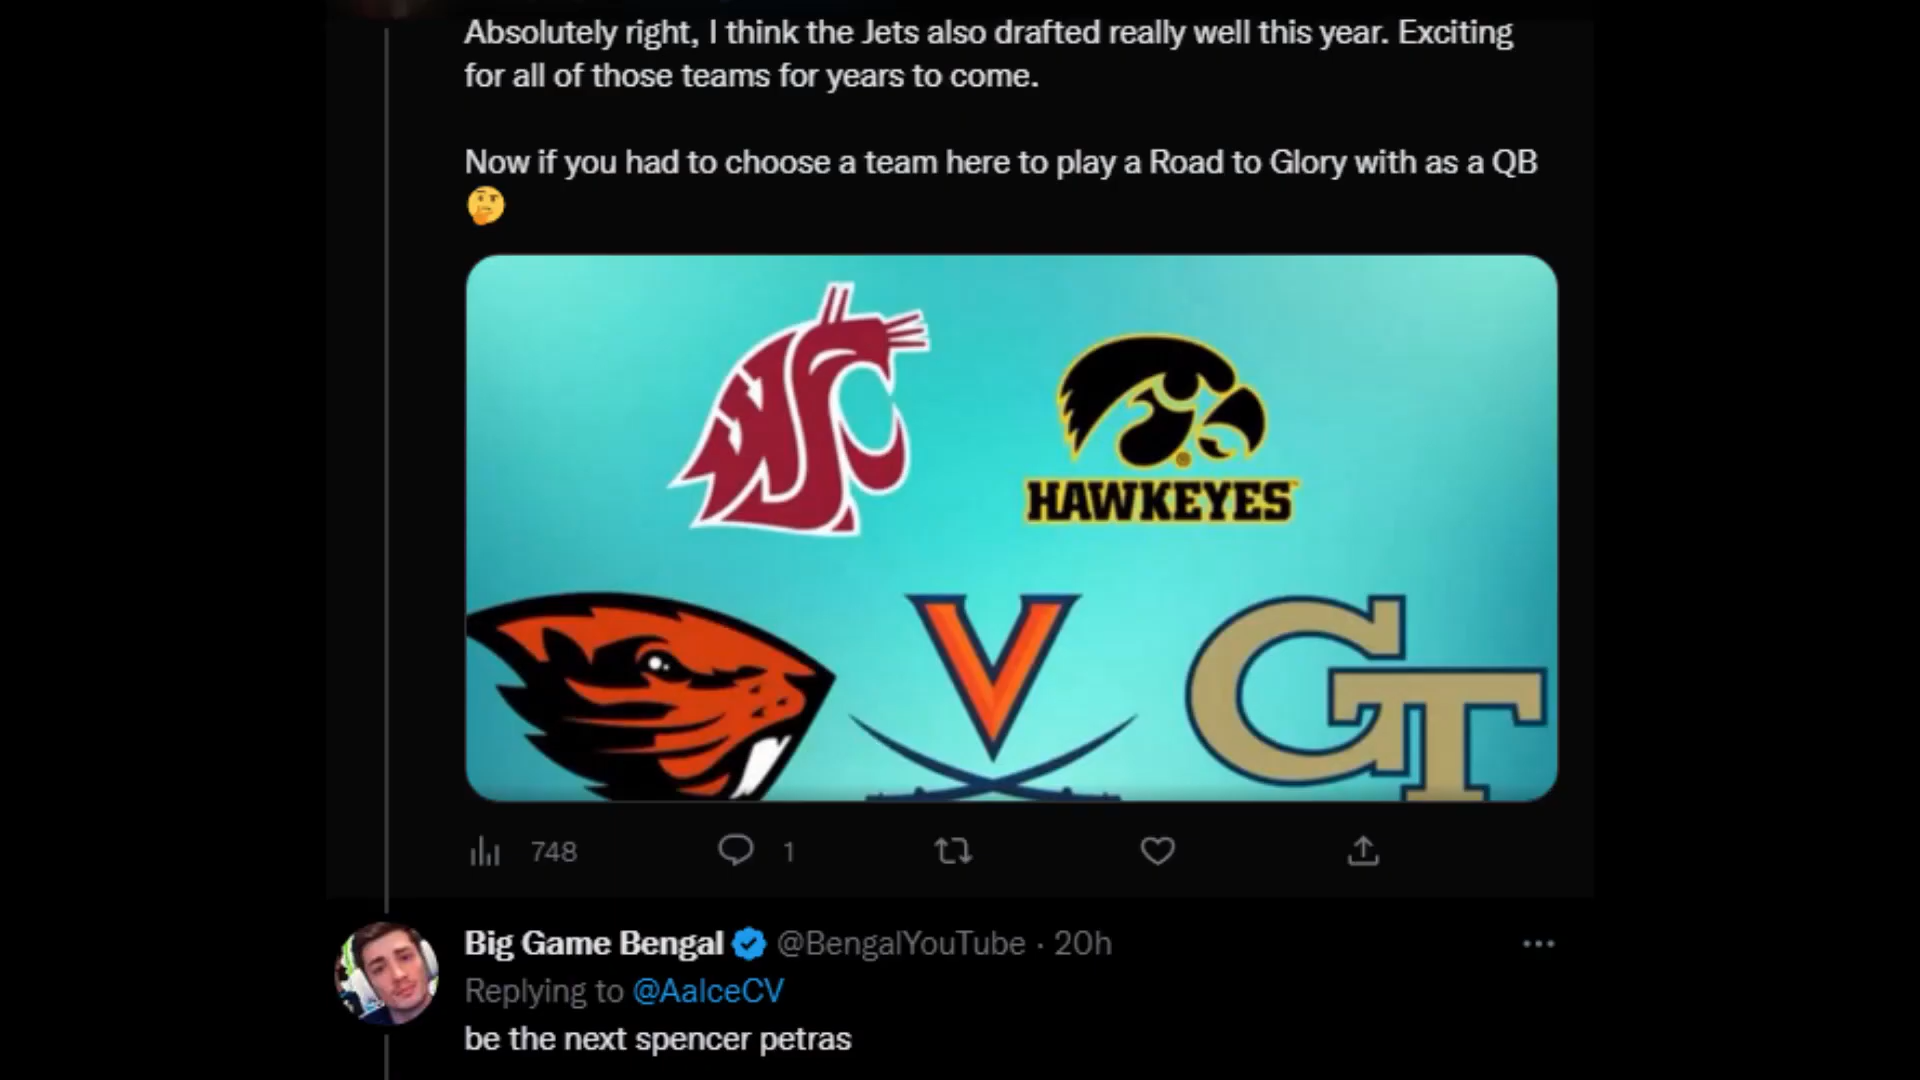 Absolutely right, I think the Jets also drafted really well this year. Exciting
for all of those teams for years to come.
Now if you had to choose a team here to play a Road to Glory with as a QB
🤔
WSC
HAWKEYES
V
GT
748
1
Big Game Bengal @BengalYouTube · 20h
Replying to @AalceCV
be the next spencer petras